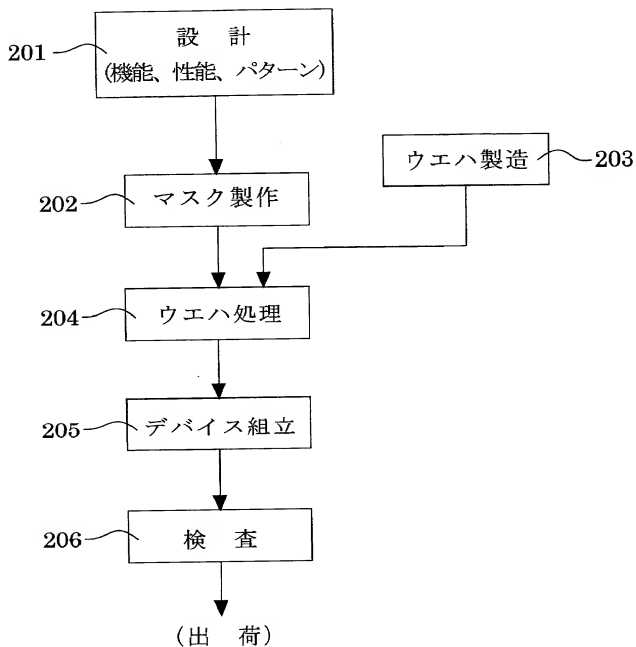 設 計
201
(機能、性能、パターン)
ウエハ製造
203
マスク製作
202
ウエハ処理
204
デバイス組立
205
検 査
206
(出 荷)